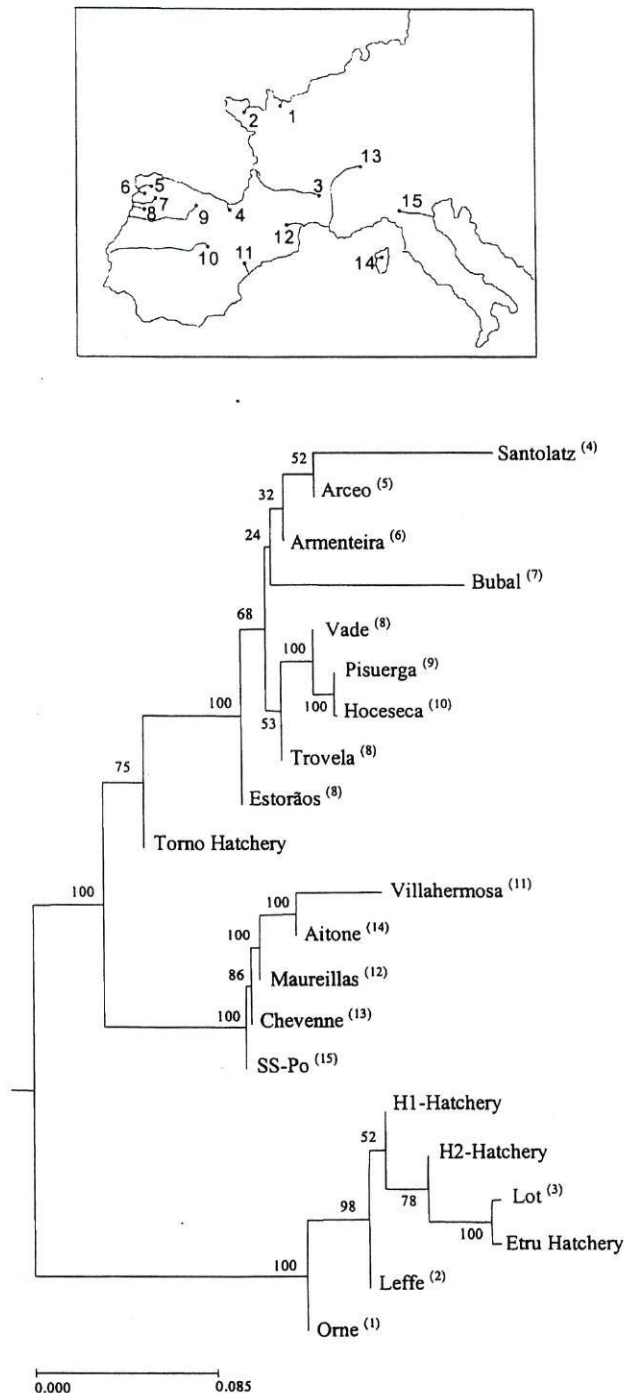 1
2
13
3
5
6
7
8
9
4
15
12
10
11
14
52
Santolatz (4)
Arceo (5)
32
24
Armenteira (6)
Bubal (7)
68
Vade (8)
100
Pisuerga (9)
100
Hoceseca (10)
53
100
Trovela (8)
75
Estorãos (8)
Torno Hatchery
100
100
Villahermosa (11)
Aitone (14)
100
Maureillas (12)
86
Chevenne (13)
100
SS-Po (15)
H1-Hatchery
52
H2-Hatchery
78
Lot (3)
98
100
Etru Hatchery
100
Leffe (2)
Orne (1)
0.000 0.085